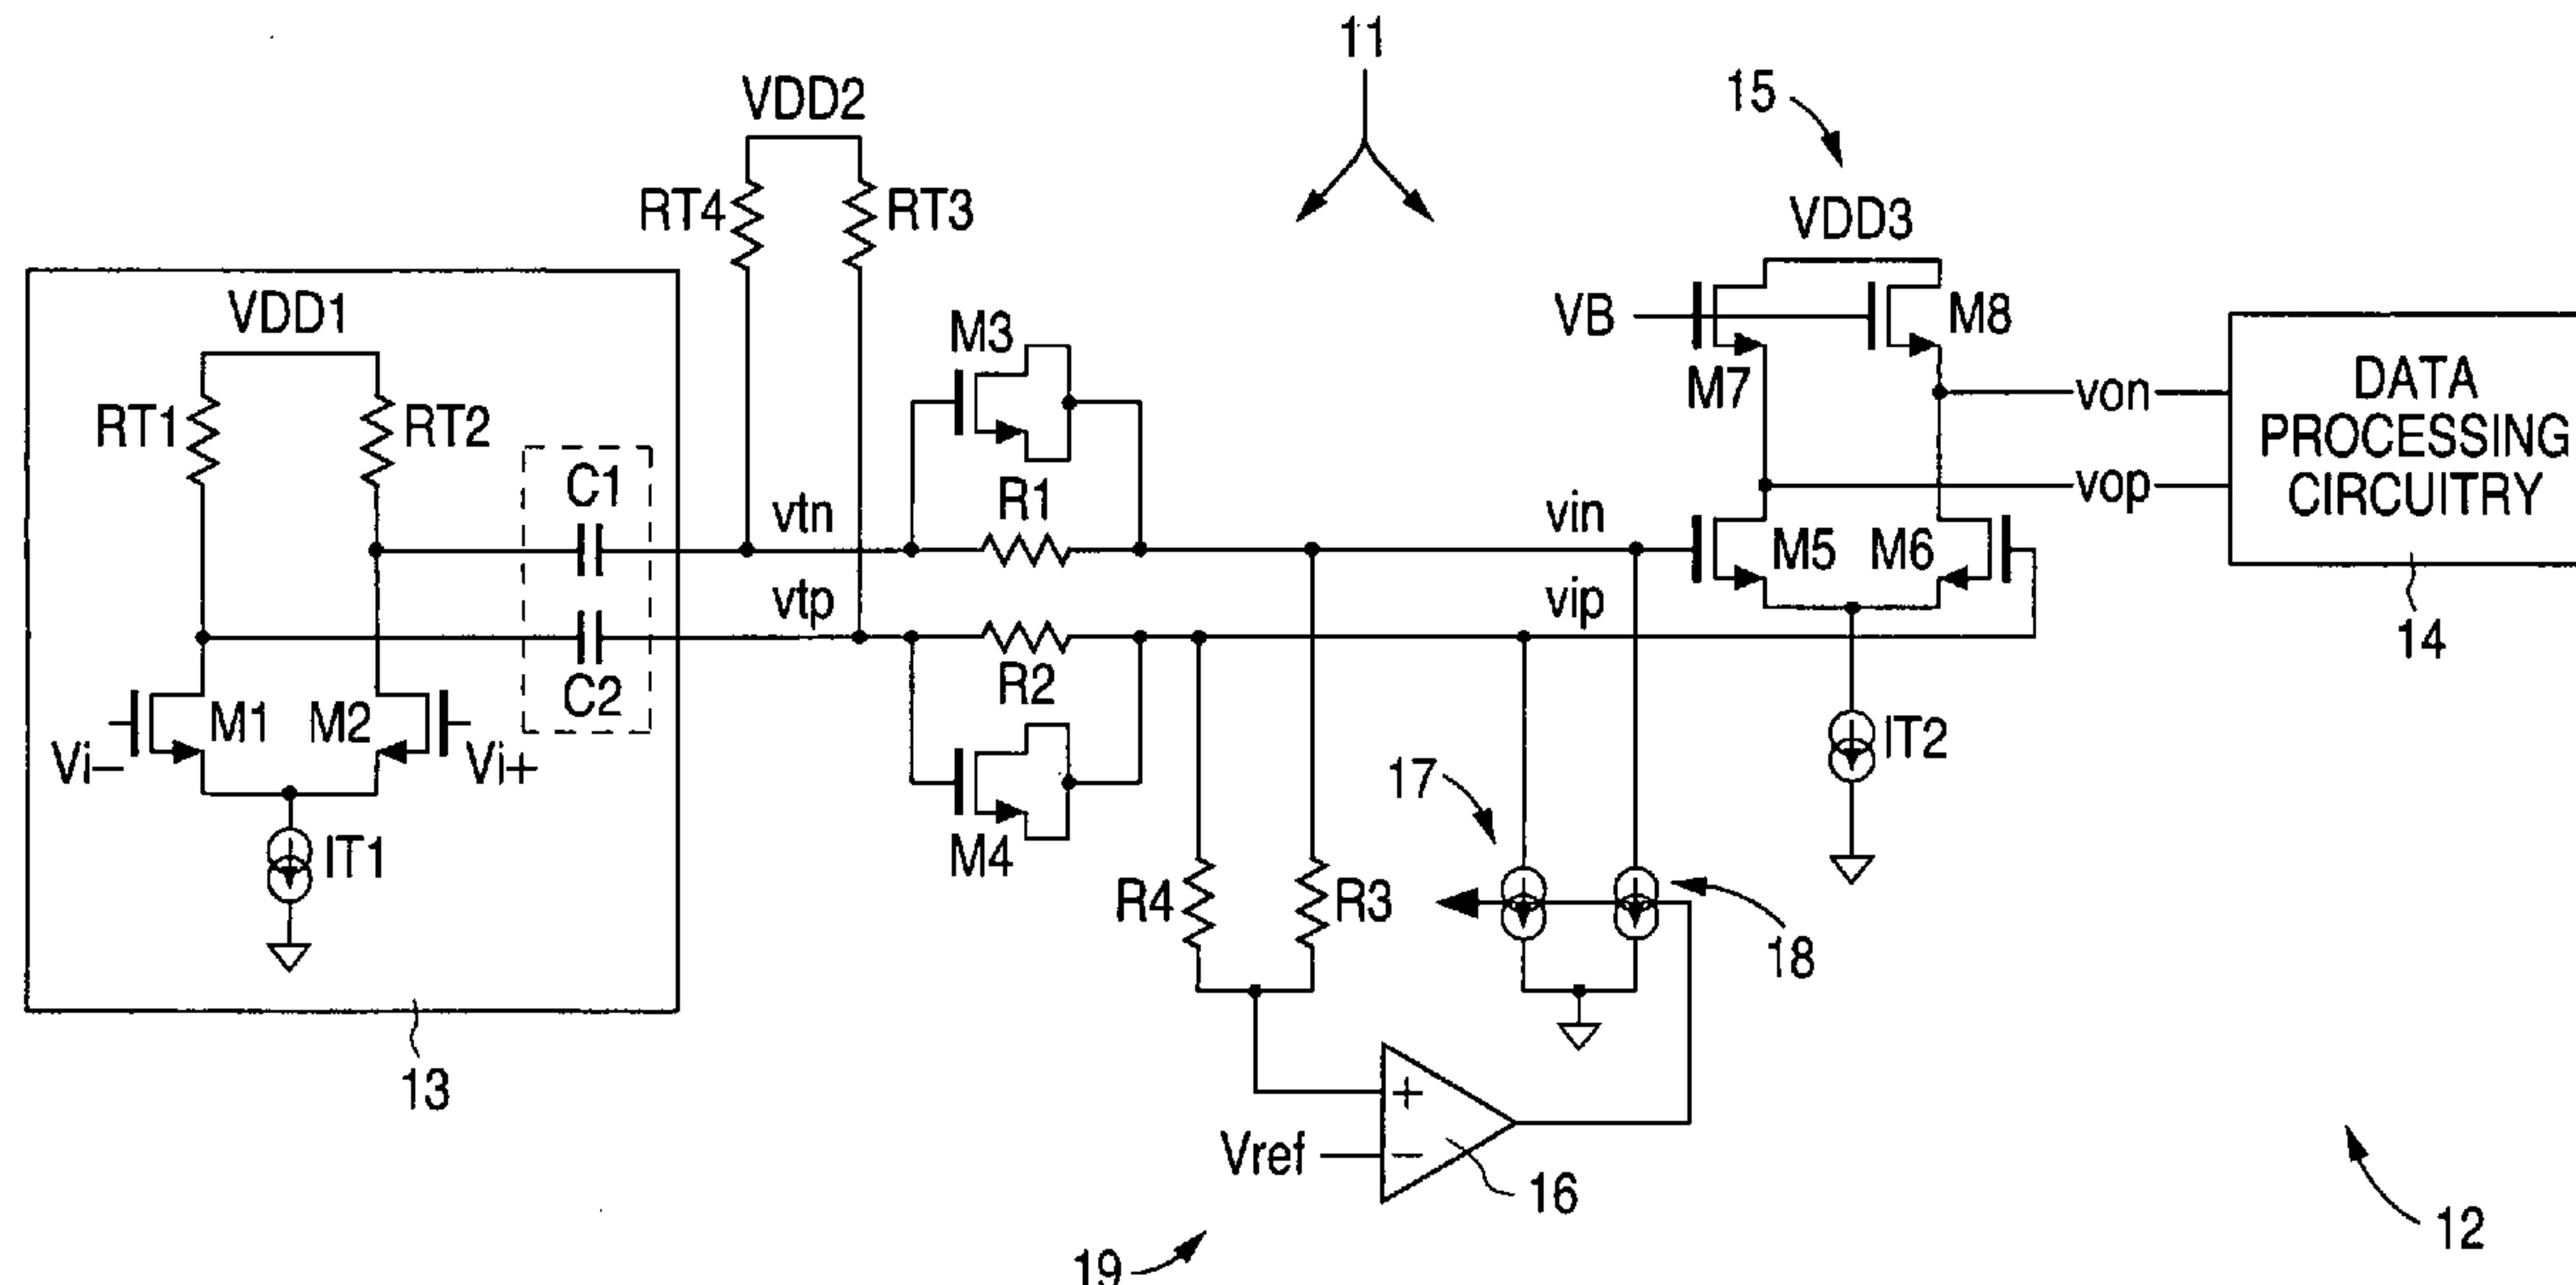 11
15
VDD2
RT4
RT3
VDD3
VDD1
VB
M8
M3
M7
DATA
PROCESSING
CIRCUITRY
von
RT1
RT2
C1
vtn
R1
vin
vop
M5
M6
vtp
vip
14
C2
R2
M1
M2
Vi–
Vi+
IT2
17
IT1
M4
R4
R3
18
13
+
Vref
–
16
12
19